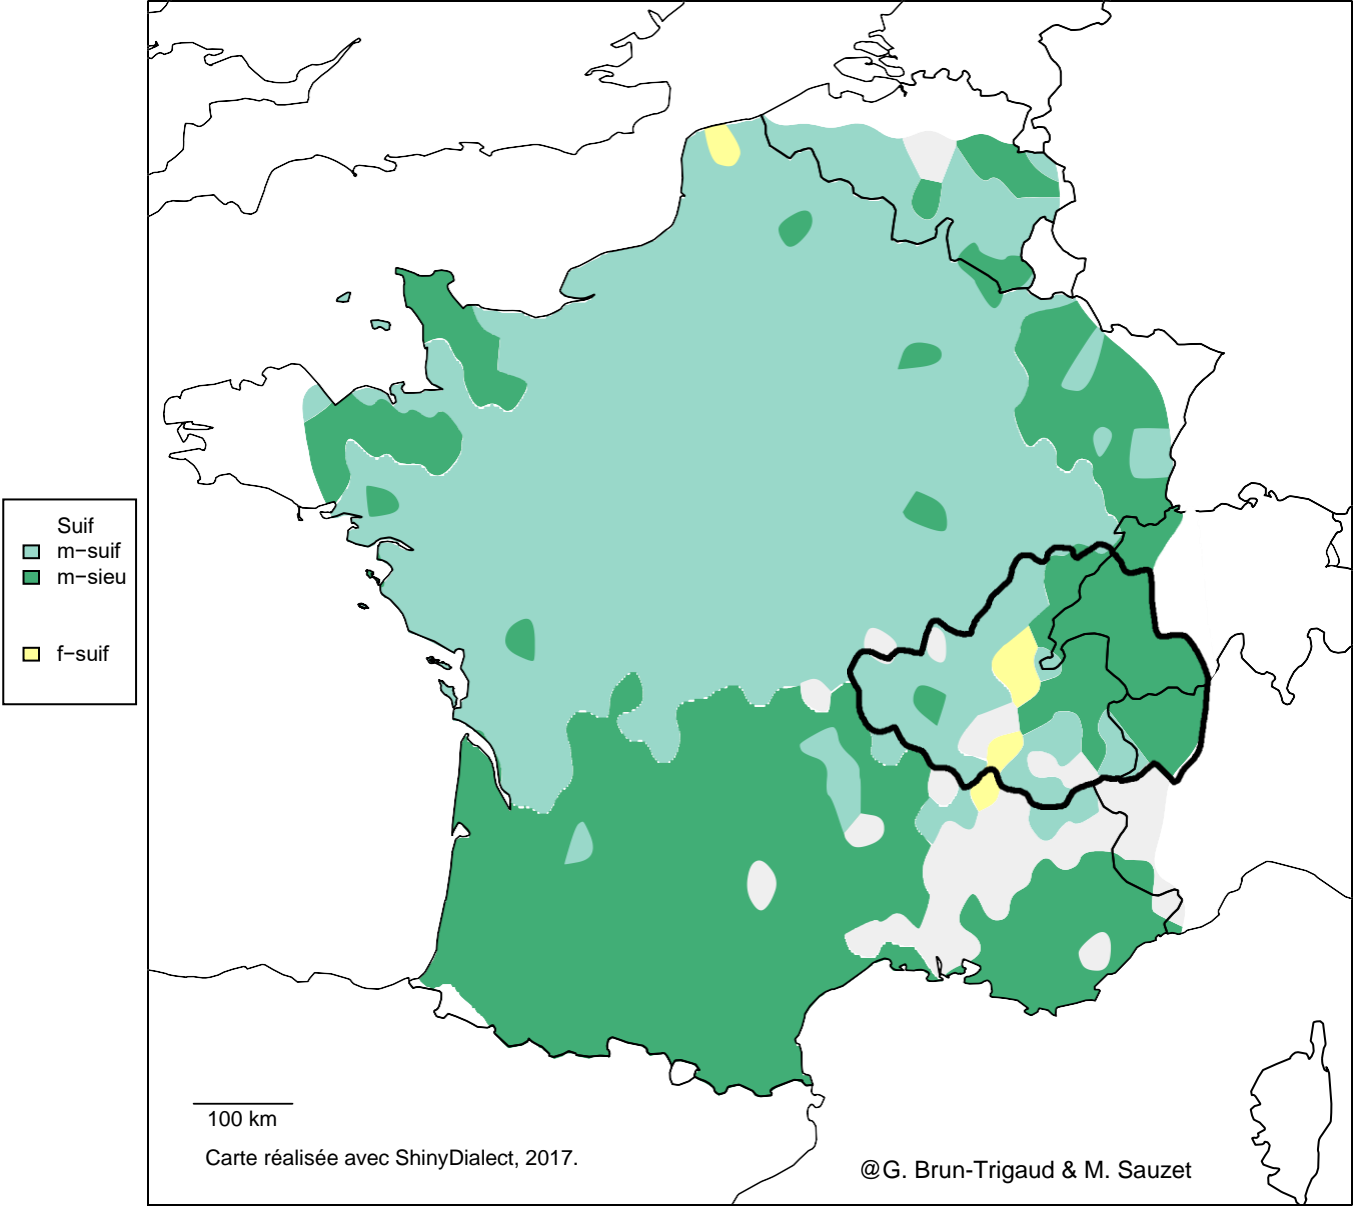 Suif
m−suif
m−sieu
f−suif
100 km
Carte réalisée avec ShinyDialect, 2017.
@G. Brun-Trigaud & M. Sauzet